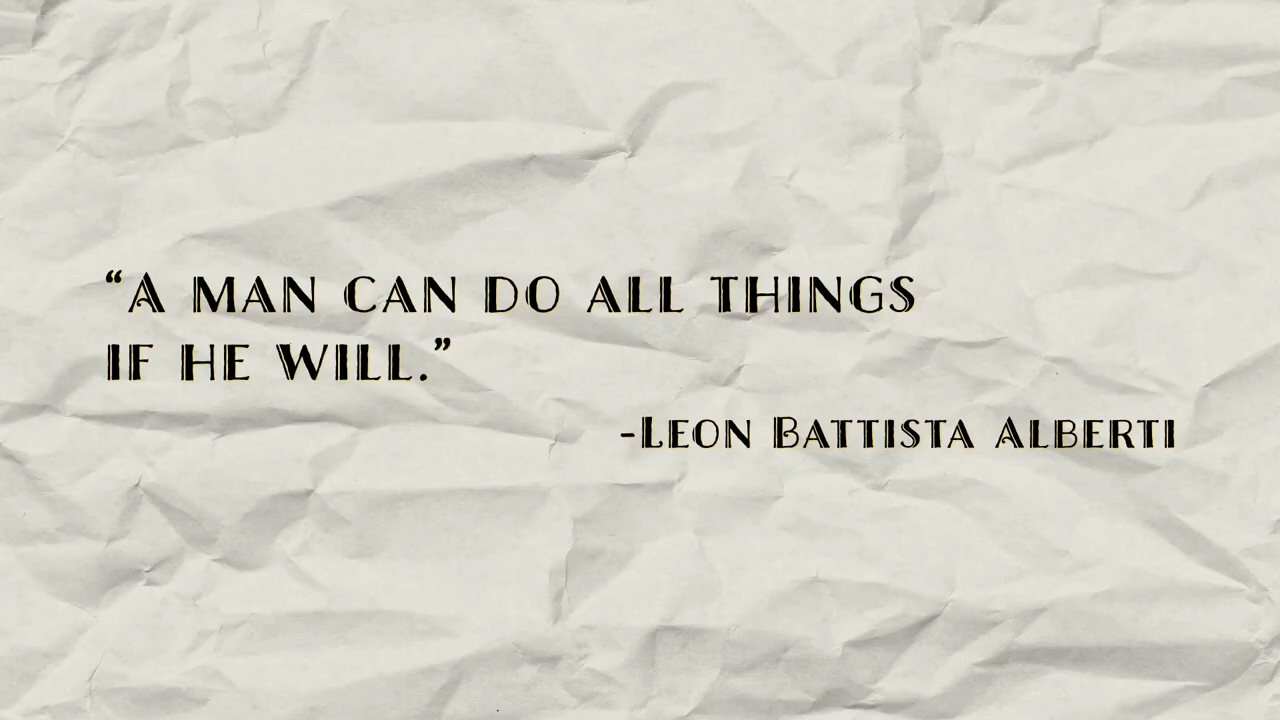 “A MAN CAN DO ALL THINGS
IF HE WILL.”
-LEON BATTISTA ALBERTI